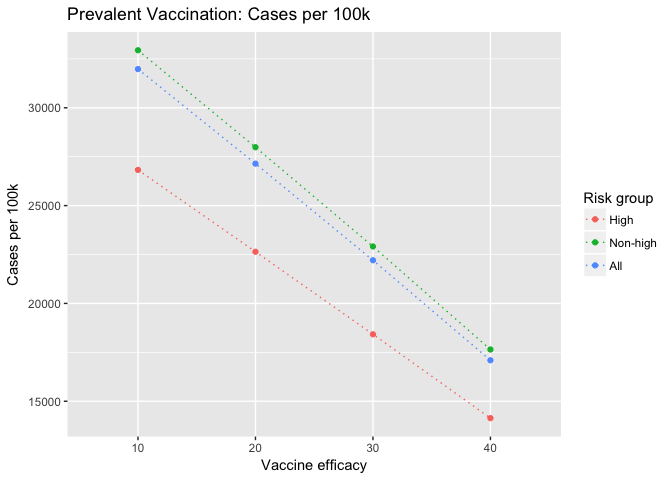 Prevalent Vaccination: Cases per 100k
Cases per 100k
30000
25000
20000
15000
10
20
30
40
Vaccine efficacy
Risk group
High
Non-high
All